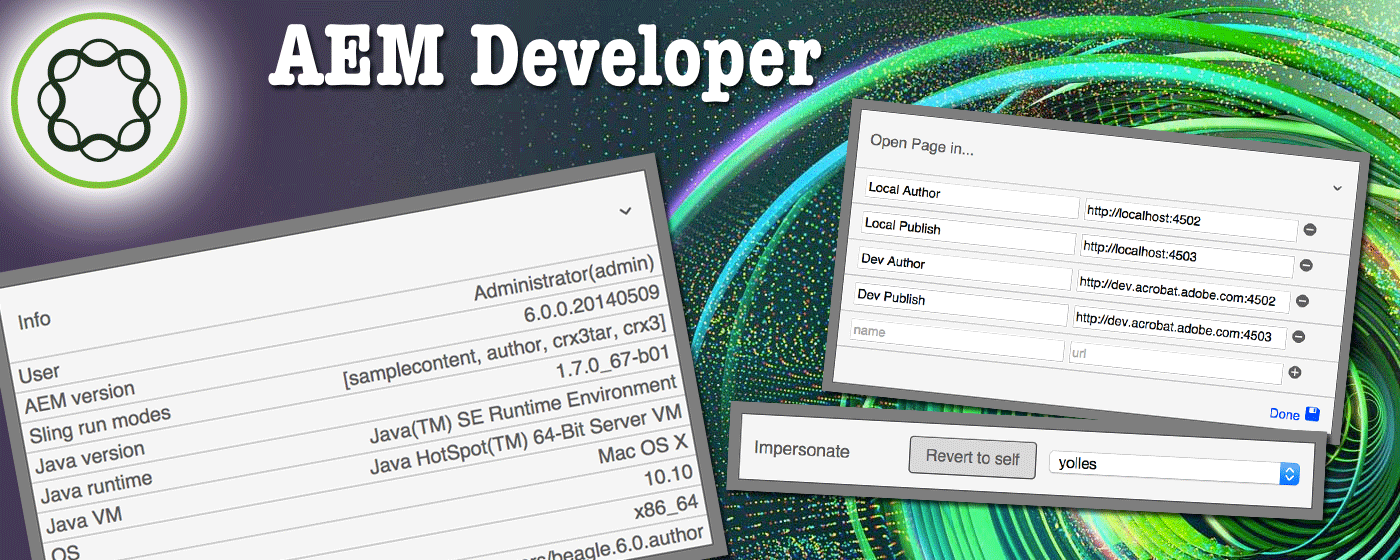 AEM Developer
Info
User Administrator(admin)
AEM version 6.0.0.20140509
Sling run modes [samplecontent, author, crx3tar, crx3]
Java version 1.7.0_67-b01
Java runtime Java(TM) SE Runtime Environment
Java VM Java HotSpot(TM) 64-Bit Server VM
OS Mac OS X
10.10
x86_64
/beagle.6.0.author
Open Page in...
Local Author http://localhost:4502
Local Publish http://localhost:4503
Dev Author http://dev.acrobat.adobe.com:4502
Dev Publish http://dev.acrobat.adobe.com:4503
name url
Done
Impersonate Revert to self yolles